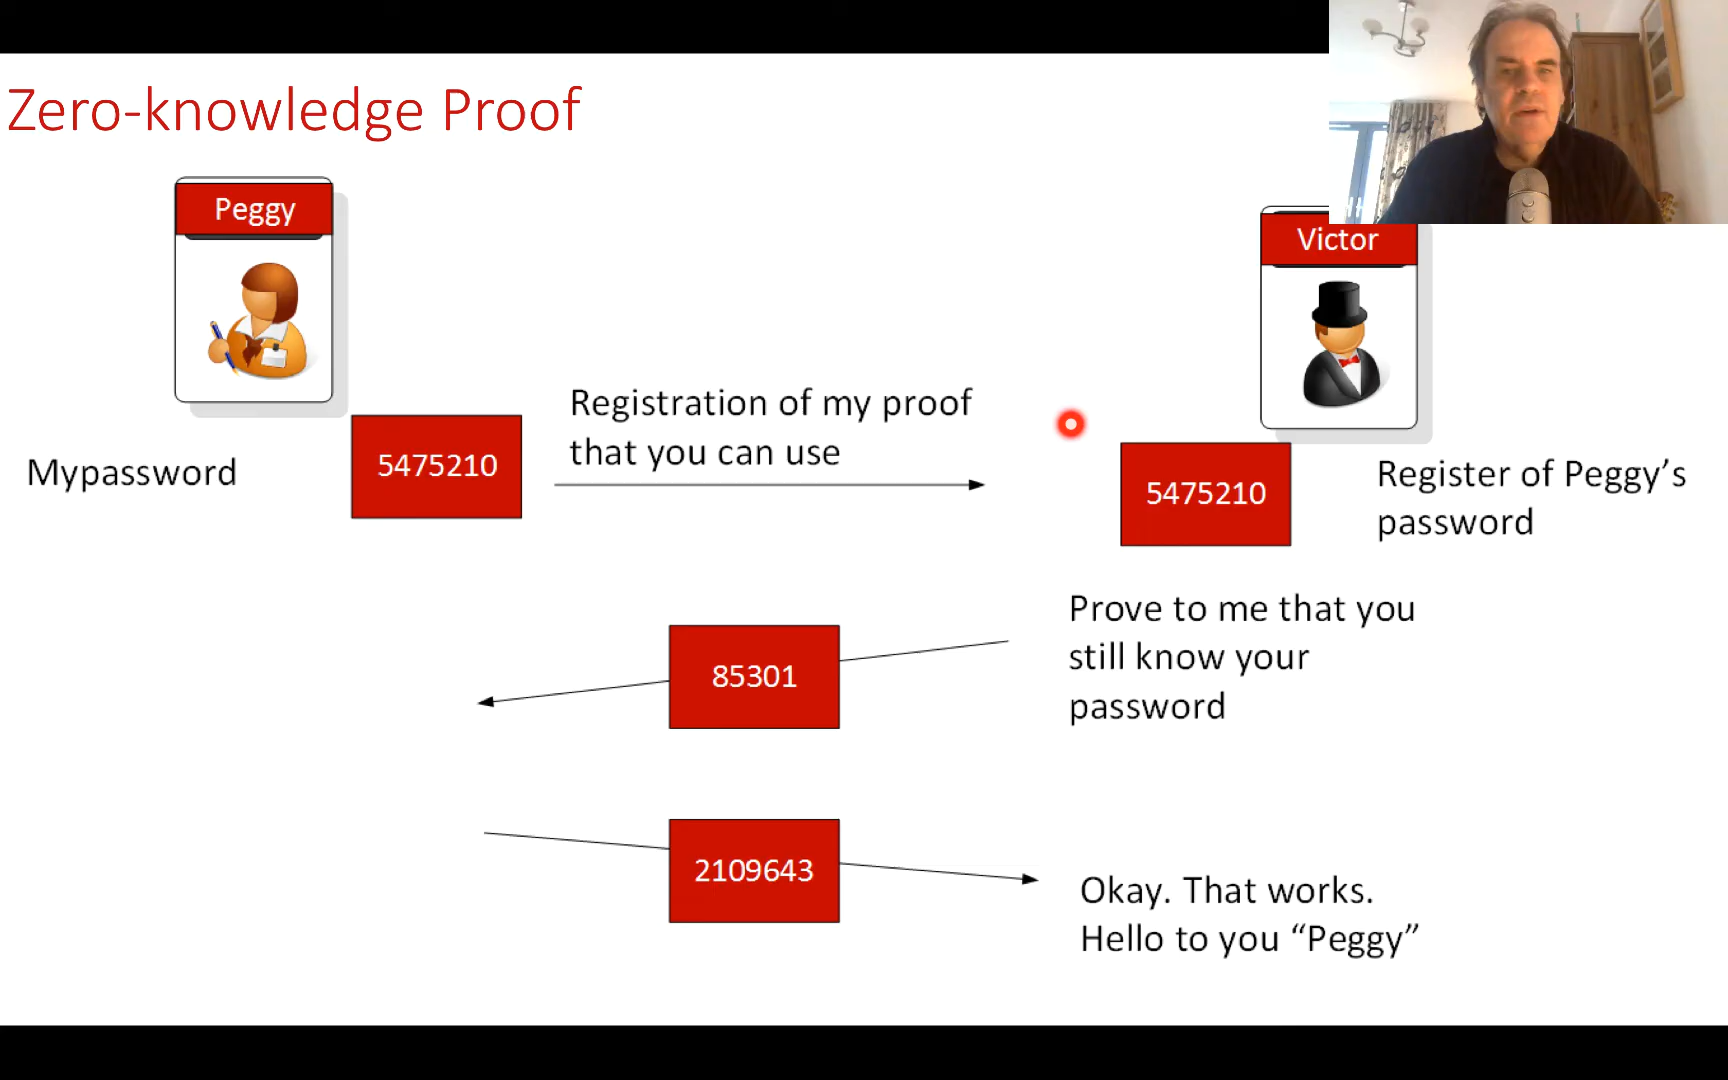 Zero-knowledge Proof
Peggy
Victor
Registration of my proof
that you can use
Mypassword
5475210
5475210
Register of Peggy’s
password
Prove to me that you
still know your
password
85301
2109643
Okay. That works.
Hello to you “Peggy”